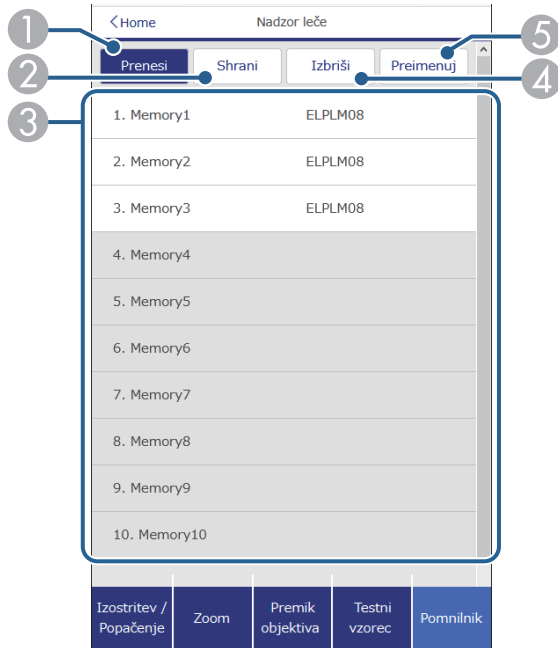 <Home Nadzor leče
1 2 3 4 5
Prenesi Shrani Izbriši Preimenuj
1. Memory1 ELPLM08
2. Memory2 ELPLM08
3. Memory3 ELPLM08
4. Memory4
5. Memory5
6. Memory6
7. Memory7
8. Memory8
9. Memory9
10. Memory10
Izostritev /
Popačenje
Zoom
Premik
objektiva
Testni
vzorec
Pomnilnik